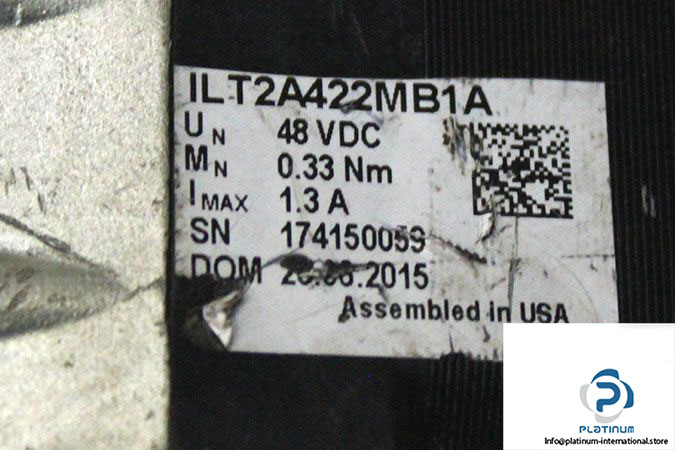 ILT2A422MB1A
UN 48 VDC
MN 0.33 Nm
IMAX 1.3 A
SN 174150059
DOM
Assembled in USA
PLATINUM
Info@platinum-international.store